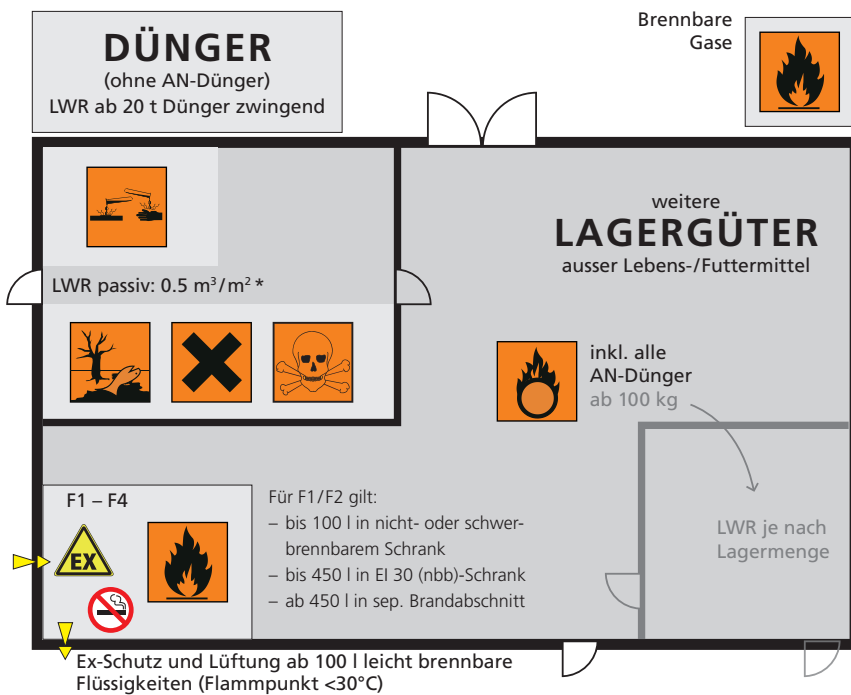 DÜNGER
(ohne AN-Dünger)
LWR ab 20 t Dünger zwingend
Brennbare
Gase
weitere
LAGERGÜTER
ausser Lebens-/Futtermittel
LWR passiv: 0.5 m³/m² *
inkl. alle
AN-Dünger
ab 100 kg
F1 – F4
EX
Für F1/F2 gilt:
– bis 100 l in nicht- oder schwer-
brennbarem Schrank
– bis 450 l in EI 30 (nbb)-Schrank
– ab 450 l in sep. Brandabschnitt
LWR je nach
Lagermenge
Ex-Schutz und Lüftung ab 100 l leicht brennbare
Flüssigkeiten (Flammpunkt <30°C)